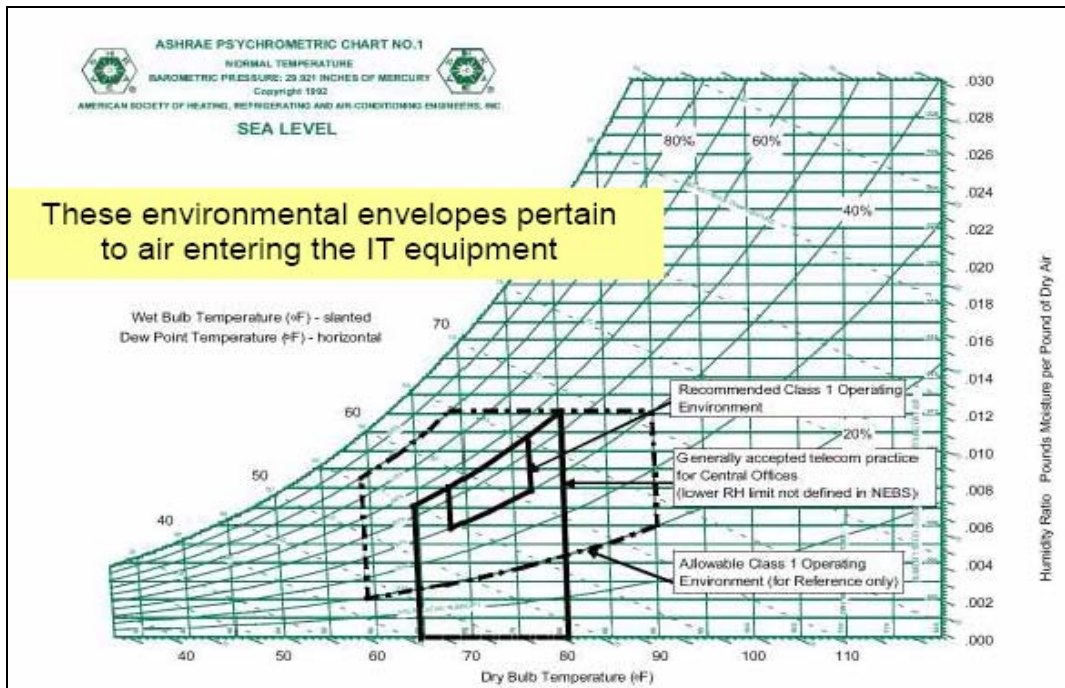 ASHRAE PSYCHROMETRIC CHART NO.1
NORMAL TEMPERATURE
BAROMETRIC PRESSURE: 29.921 INCHES OF MERCURY
Copyright 1992
AMERICAN SOCIETY OF HEATING, REFRIGERATING AND AIR-CONDITIONING ENGINEERS, INC.
SEA LEVEL
These environmental envelopes pertain
to air entering the IT equipment
Wet Bulb Temperature (oF) - slanted
Dew Point Temperature (oF) - horizontal
80%
60%
40%
20%
70
60
50
40
Recommended Class 1 Operating
Environment
Generally accepted telecom practice
for Central Offices
(lower RH limit not defined in NEBS)
Allowable Class 1 Operating
Environment (for Reference only)
.030
.028
.026
.024
.022
.020
.018
.016
.014
.012
.010
.008
.006
.004
.002
.000
Humidity Ratio Pounds Moisture per Pound of Dry Air
40 50 60 70 80 90 100 110
Dry Bulb Temperature (oF)